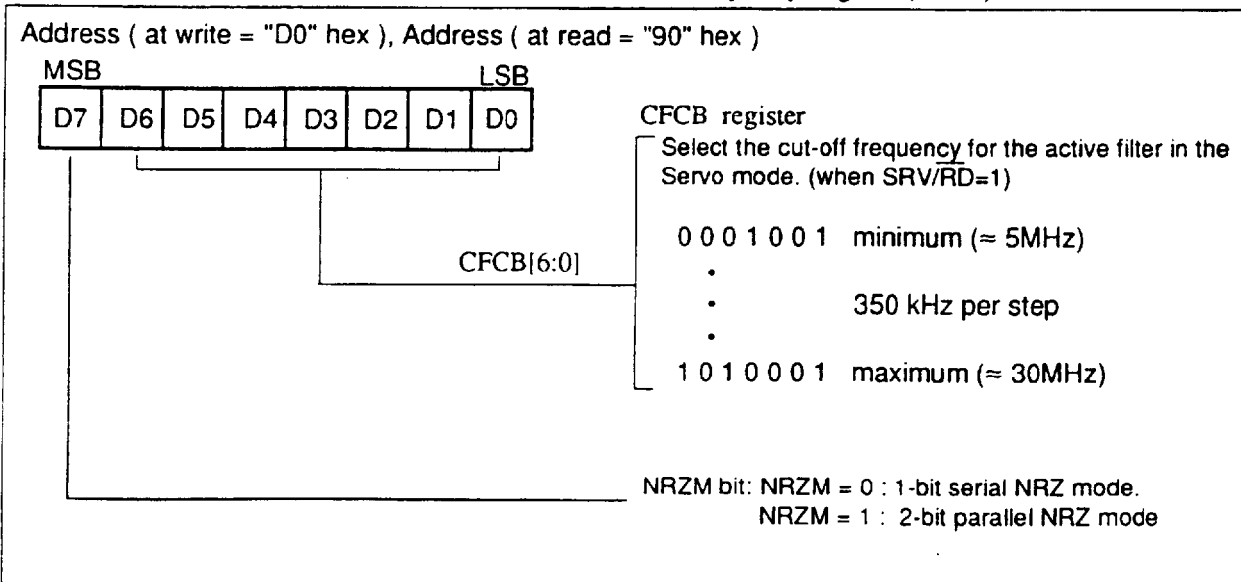 Address ( at write = "D0" hex ), Address ( at read = "90" hex )
MSB LSB
D7 D6 D5 D4 D3 D2 D1 D0
CFCB register
Select the cut-off frequency for the active filter in the
Servo mode. (when SRV/R̅D̅=1)
0 0 0 1 0 0 1 minimum (≈ 5MHz)
CFCB[6:0]
350 kHz per step
1 0 1 0 0 0 1 maximum (≈ 30MHz)
NRZM bit: NRZM = 0 : 1-bit serial NRZ mode.
NRZM = 1 : 2-bit parallel NRZ mode